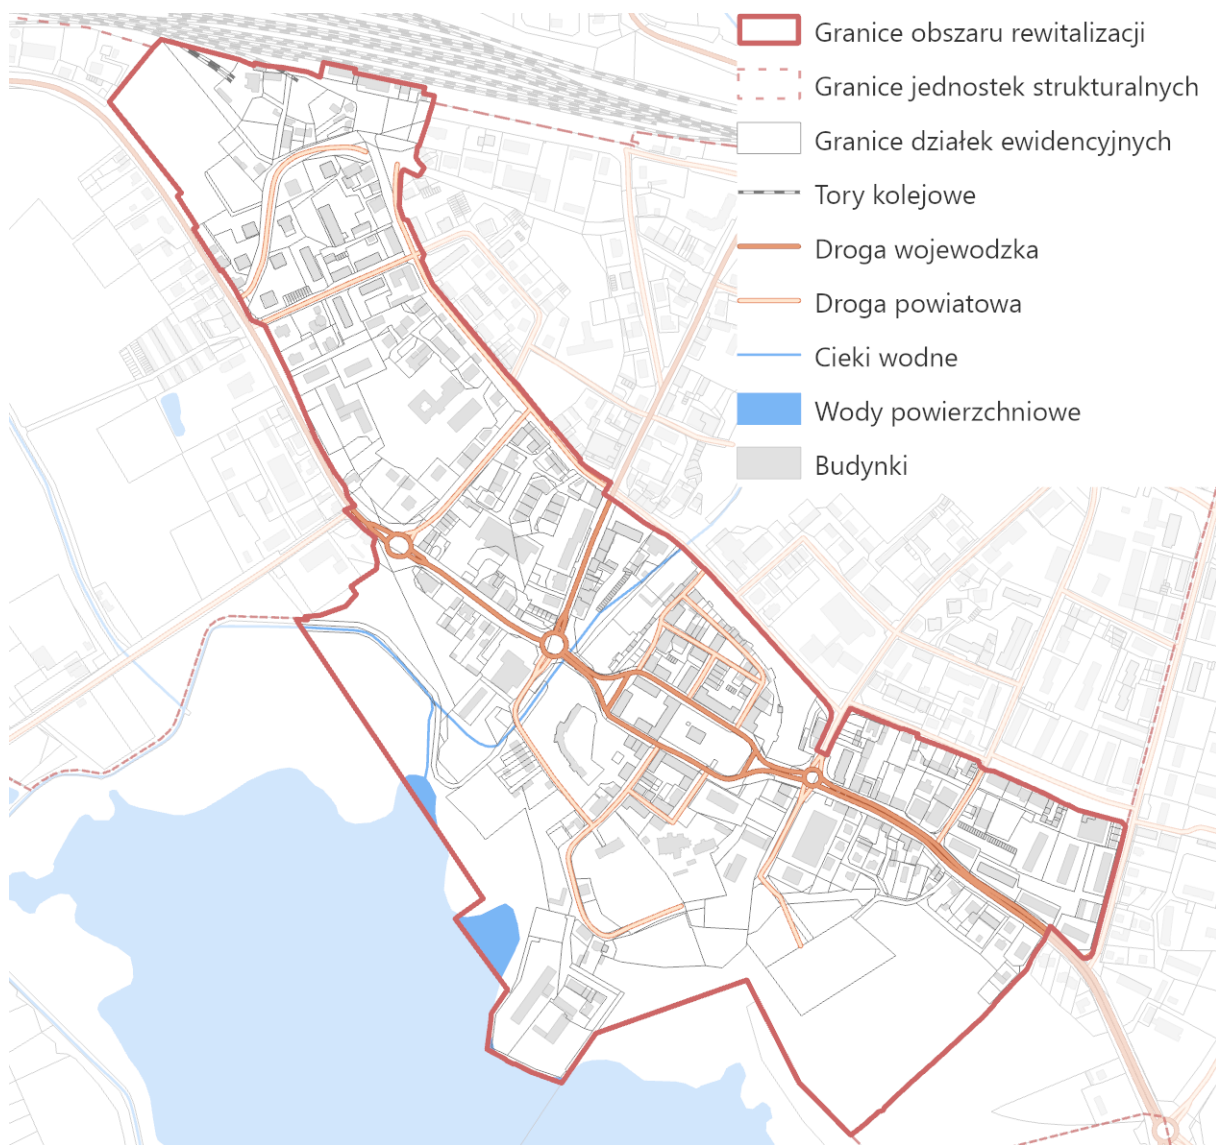 Granice obszaru rewitalizacji
Granice jednostek strukturalnych
Granice działek ewidencyjnych
Tory kolejowe
Droga wojewodzka
Droga powiatowa
Cieki wodne
Wody powierzchniowe
Budynki